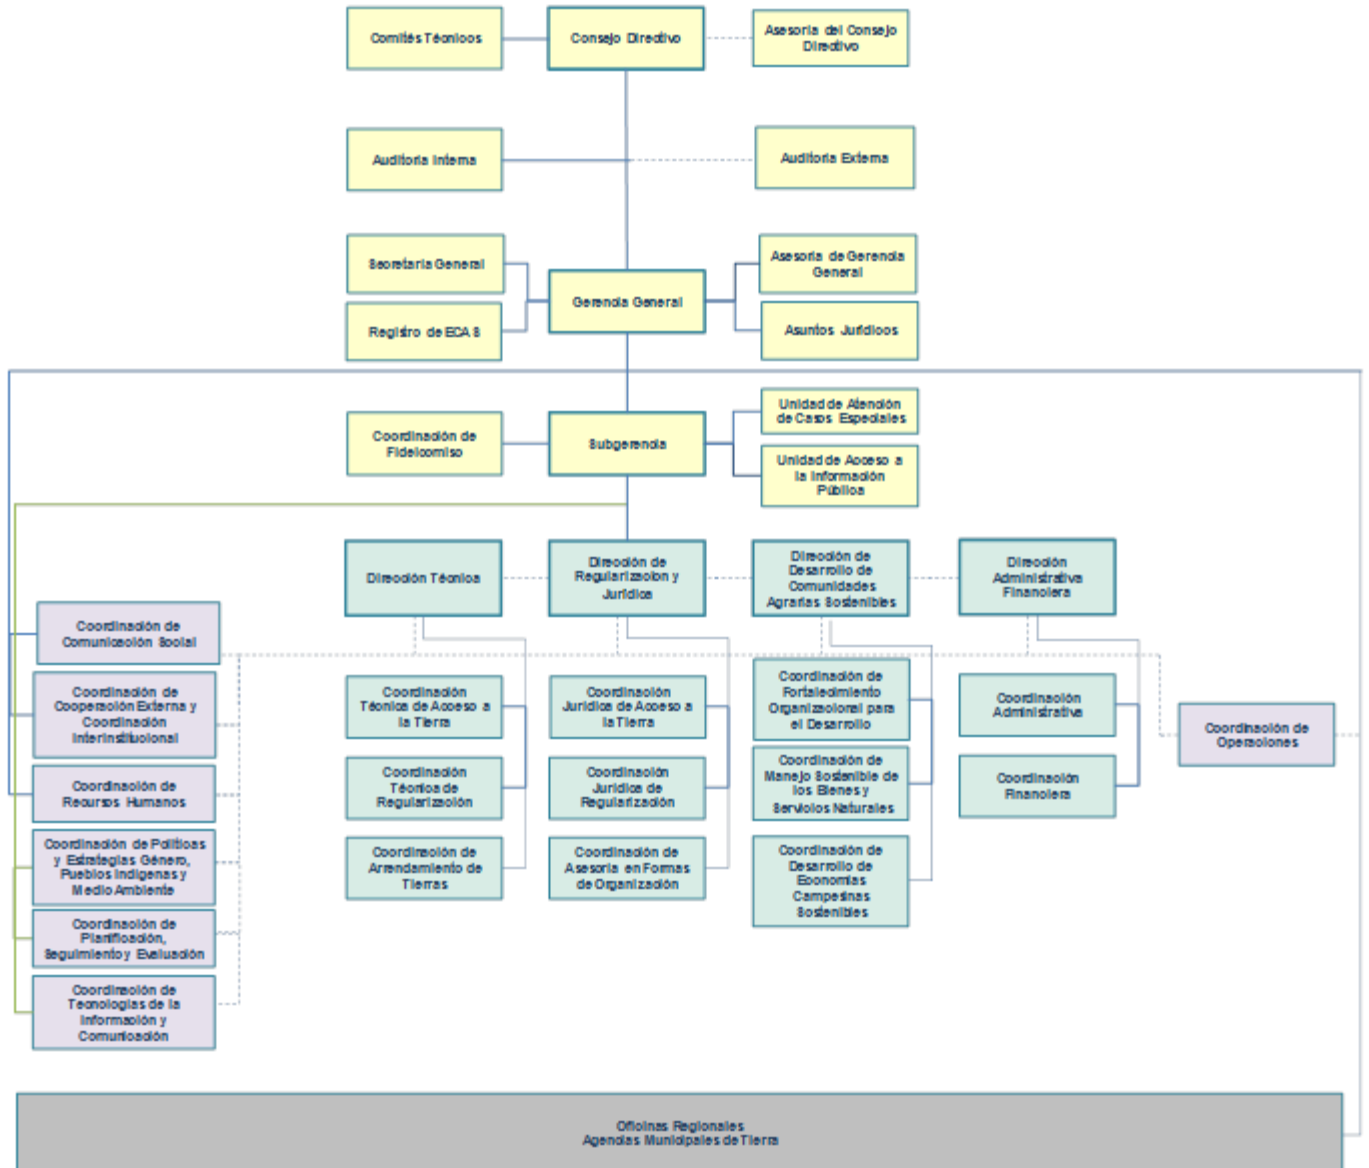 Comités Técnicos
Consejo Directivo
Asesoria del Consejo
Directivo
Auditoria Interna
Auditoria Externa
Secretaria General
Asesoria de Gerencia
General
Gerencia General
Registro de ECAS
Asuntos Jurídicos
Unidad de Atención
de Casos Especiales
Coordinación de
Fideicomiso
Subgerencia
Unidad de Acceso a
la Información
Pública
Dirección Técnica
Dirección de
Regularizacion y
Jurídica
Dirección de
Desarrollo de
Comunidades
Agrarias Sostenibles
Dirección
Administrativa
Financiera
Coordinación de
Comunicación Social
Coordinación de
Cooperación Externa y
Coordinación
Interinstitucional
Coordinación de
Recursos Humanos
Coordinación de Políticas
y Estrategias Género,
Pueblos Indígenas y
Medio Ambiente
Coordinación de
Planificación,
Seguimiento y Evaluación
Coordinación de
Tecnologías de la
Información y
Comunicación
Coordinación
Técnica de Acceso a
la Tierra
Coordinación
Técnica de
Regularización
Coordinación de
Arrendamiento de
Tierras
Coordinación
Jurídica de Acceso a
la Tierra
Coordinación
Jurídica de
Regularización
Coordinación de
Asesoría en Formas
de Organización
Coordinación de
Fortalecimiento
Organizacional para
el Desarrollo
Coordinación de
Manejo Sostenible de
los Bienes y
Servicios Naturales
Coordinación de
Desarrollo de
Economías
Campesinas
Sostenibles
Coordinación
Administrativa
Coordinación
Financiera
Coordinación de
Operaciones
Oficinas Regionales
Agencias Municipales de Tierra